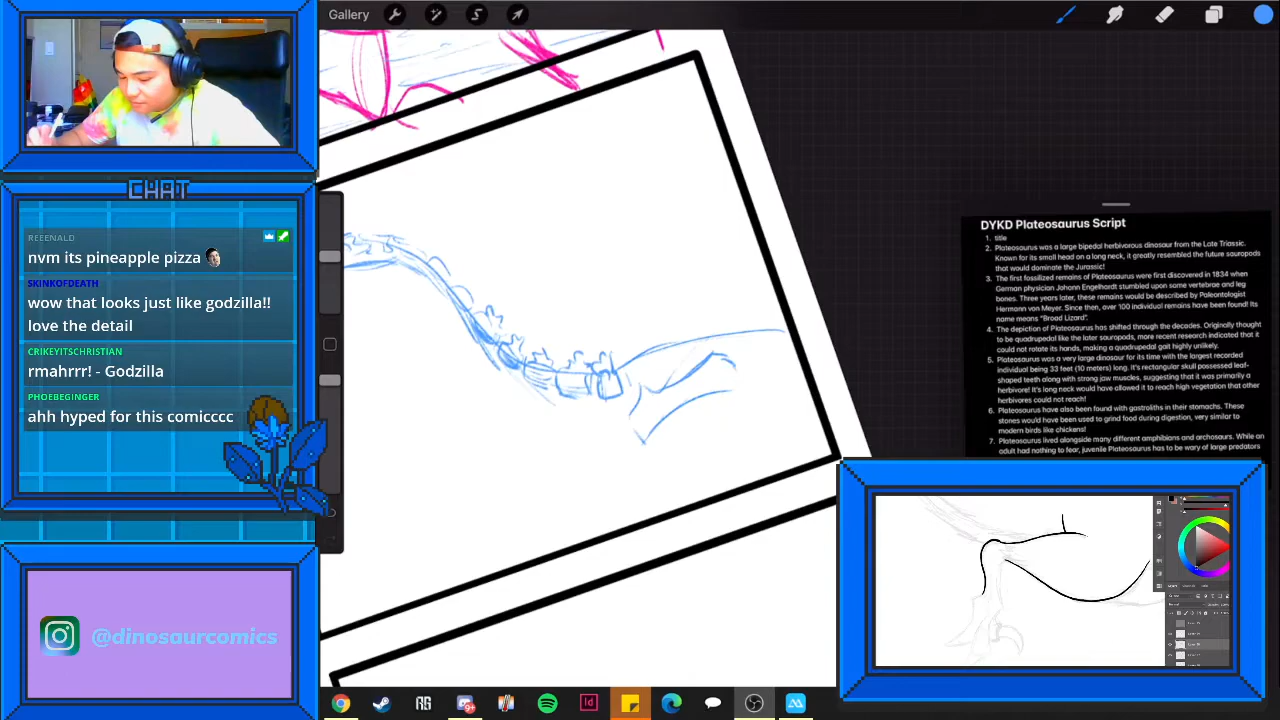 Gallery
CHAT
REEENALD
nvm its pineapple pizza
SKINKOFDEATH
wow that looks just like godzilla!!
love the detail
CRIKEYITSCHRISTIAN
rmahrrr! - Godzilla
PHOEBEGINGER
ahh hyped for this comicccc
@dinosaurcomics
DYKD Plateosaurus Script
1. title
2. Plateosaurus was a large bipedal herbivorous dinosaur from the Late Triassic.
Known for its small head on a long neck, it greatly resembled the future sauropods
that would dominate the Jurassic!
3. The first fossilized remains of Plateosaurus were first discovered in 1834 when
German physician Johann Engelhardt stumbled upon some vertebrae and leg
bones. Three years later, these remains would be described by Paleontologist
Hermann von Meyer. Since then, over 100 individual remains have been found! Its
name means "Broad Lizard".
4. The depiction of Plateosaurus has shifted through the decades. Originally thought
to be quadrupedal like the later sauropods, more recent research indicated that it
could not rotate its hands, making a quadrupedal gait highly unlikely.
5. Plateosaurus was a very large dinosaur for its time with the largest recorded
individual being 33 feet (10 meters) long. It's rectangular skull possessed leaf-
shaped teeth along with strong jaw muscles, suggesting that it was primarily a
herbivore! It's long neck would have allowed it to reach high vegetation that other
herbivores could not reach!
6. Plateosaurus have also been found with gastroliths in their stomachs. These
stones would've been used to grind food during digestion, very similar to
modern birds like chickens!
7. Plateosaurus lived alongside many different amphibians and archosaurs. While an
adult had nothing to fear, juvenile Plateosaurus has to be wary of large predators
Id